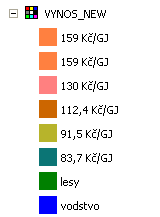 VYNOS_NEW
159 Kč/GJ
159 Kč/GJ
130 Kč/GJ
112,4 Kč/GJ
91,5 Kč/GJ
83,7 Kč/GJ
lesy
vodstvo